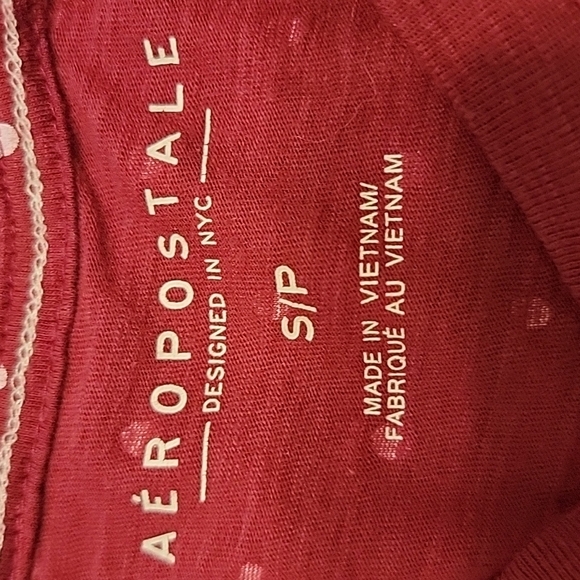 AÉROPOSTALE
DESIGNED IN NYC
S/P
MADE IN VIETNAM/
FABRIQUÉ AU VIETNAM